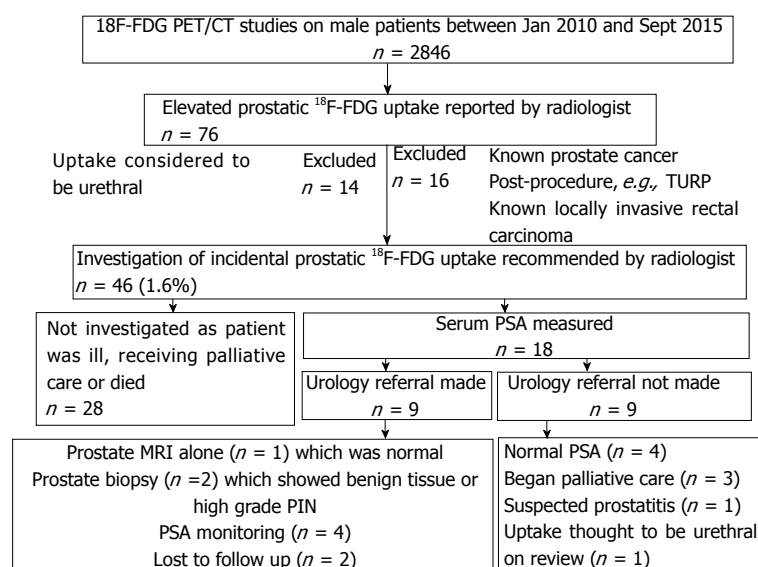 18F-FDG PET/CT studies on male patients between Jan 2010 and Sept 2015
n = 2846
Elevated prostatic ¹⁸F-FDG uptake reported by radiologist
n = 76
Uptake considered to
be urethral
Excluded
n = 14
Excluded
n = 16
Known prostate cancer
Post-procedure, e.g., TURP
Known locally invasive rectal
carcinoma
Investigation of incidental prostatic ¹⁸F-FDG uptake recommended by radiologist
n = 46 (1.6%)
Not investigated as patient
was ill, receiving palliative
care or died
n = 28
Serum PSA measured
n = 18
Urology referral made
n = 9
Urology referral not made
n = 9
Prostate MRI alone (n = 1) which was normal
Prostate biopsy (n =2) which showed benign tissue or
high grade PIN
PSA monitoring (n = 4)
Lost to follow up (n = 2)
Normal PSA (n = 4)
Began palliative care (n = 3)
Suspected prostatitis (n = 1)
Uptake thought to be urethral
on review (n = 1)